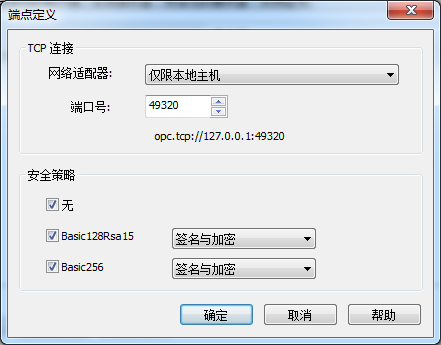 端点定义
TCP 连接
网络适配器: 仅限本地主机
端口号: 49320
opc.tcp://127.0.0.1:49320
安全策略
无
Basic128Rsa15 签名与加密
Basic256 签名与加密
确定 取消 帮助